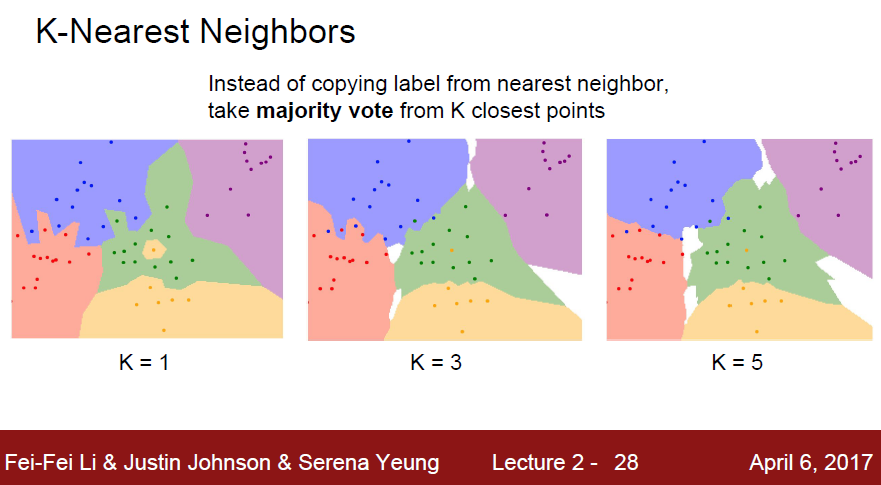 K-Nearest Neighbors
Instead of copying label from nearest neighbor,
take majority vote from K closest points
K = 1
K = 3
K = 5
Fei-Fei Li & Justin Johnson & Serena Yeung
Lecture 2 - 28
April 6, 2017